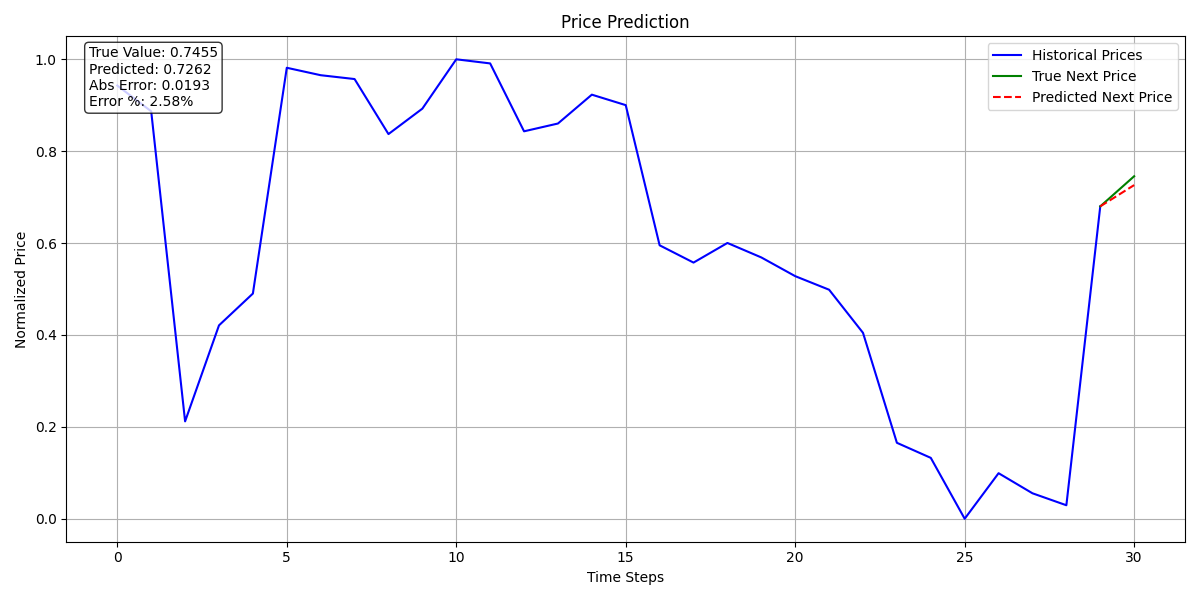 Price Prediction
True Value: 0.7455
Predicted: 0.7262
Abs Error: 0.0193
Error %: 2.58%
Historical Prices
True Next Price
Predicted Next Price
Normalized Price
1.0
0.8
0.6
0.4
0.2
0.0
0 5 10 15 20 25 30
Time Steps